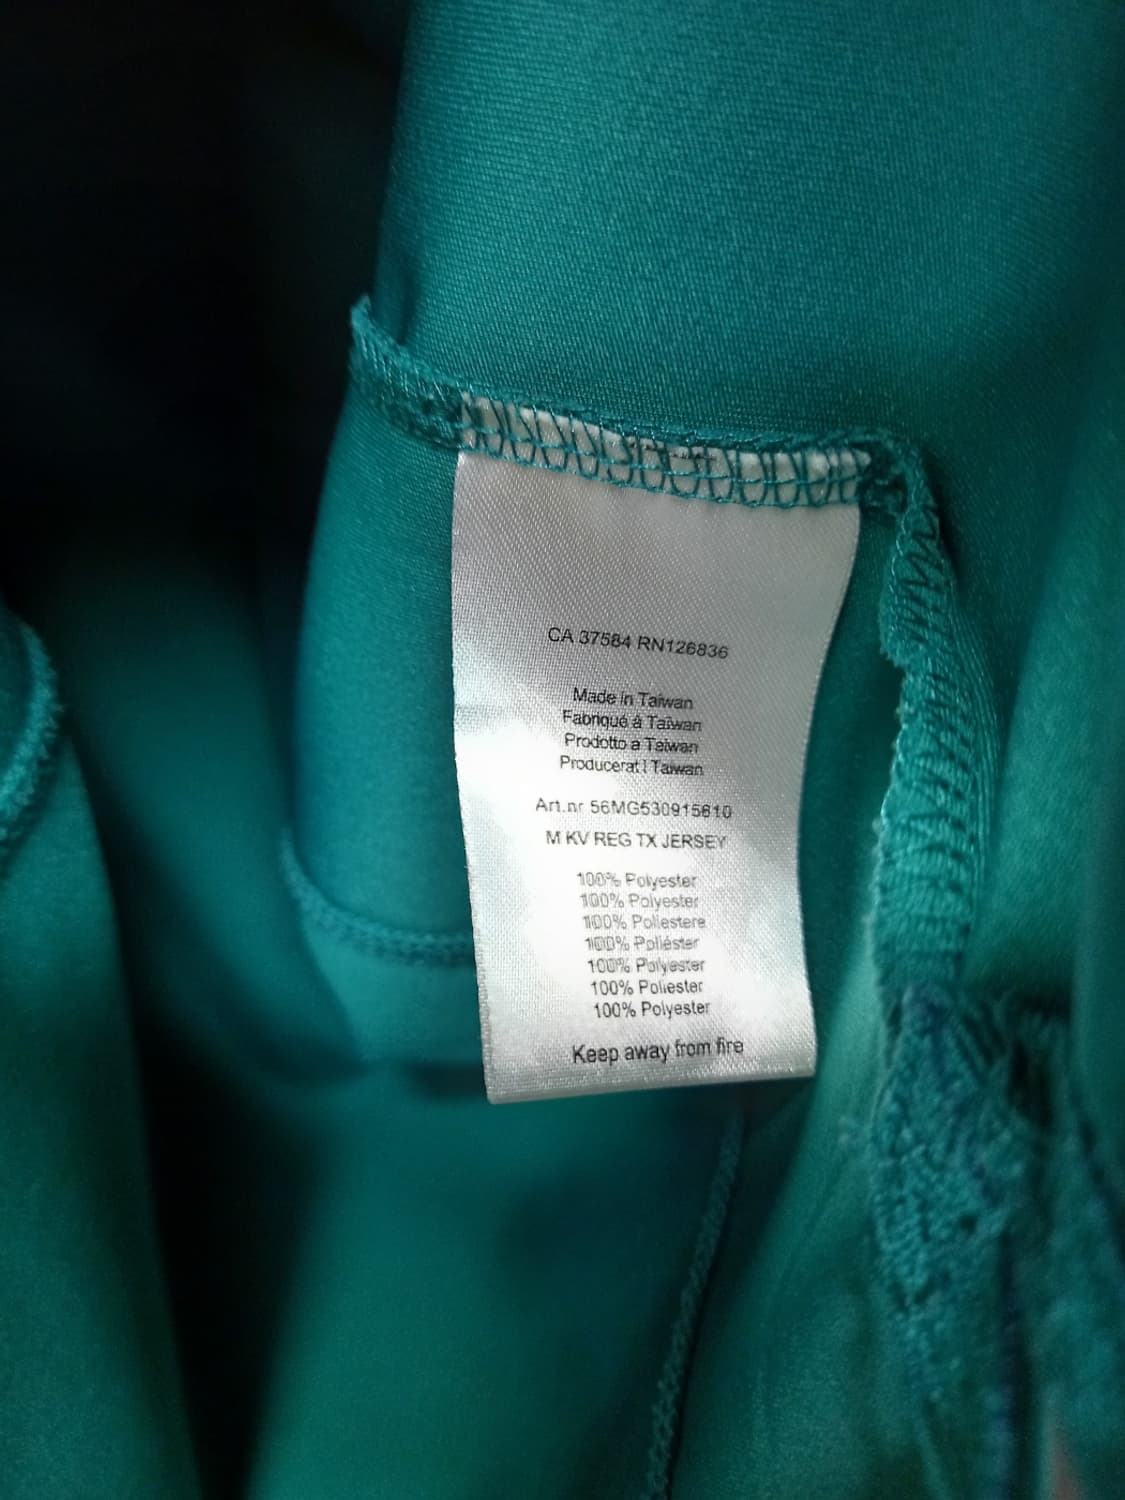 CA 37584 RN126836
Made in Taiwan
Fabriqué à Taïwan
Prodotto a Taiwan
Producerat I Taiwan
Art.nr 56MG530915610
M KV REG TX JERSEY
100% Polyester
100% Polyester
100% Poliestere
100% Poliéster
100% Polyester
100% Poliester
100% Polyester
Keep away from fire